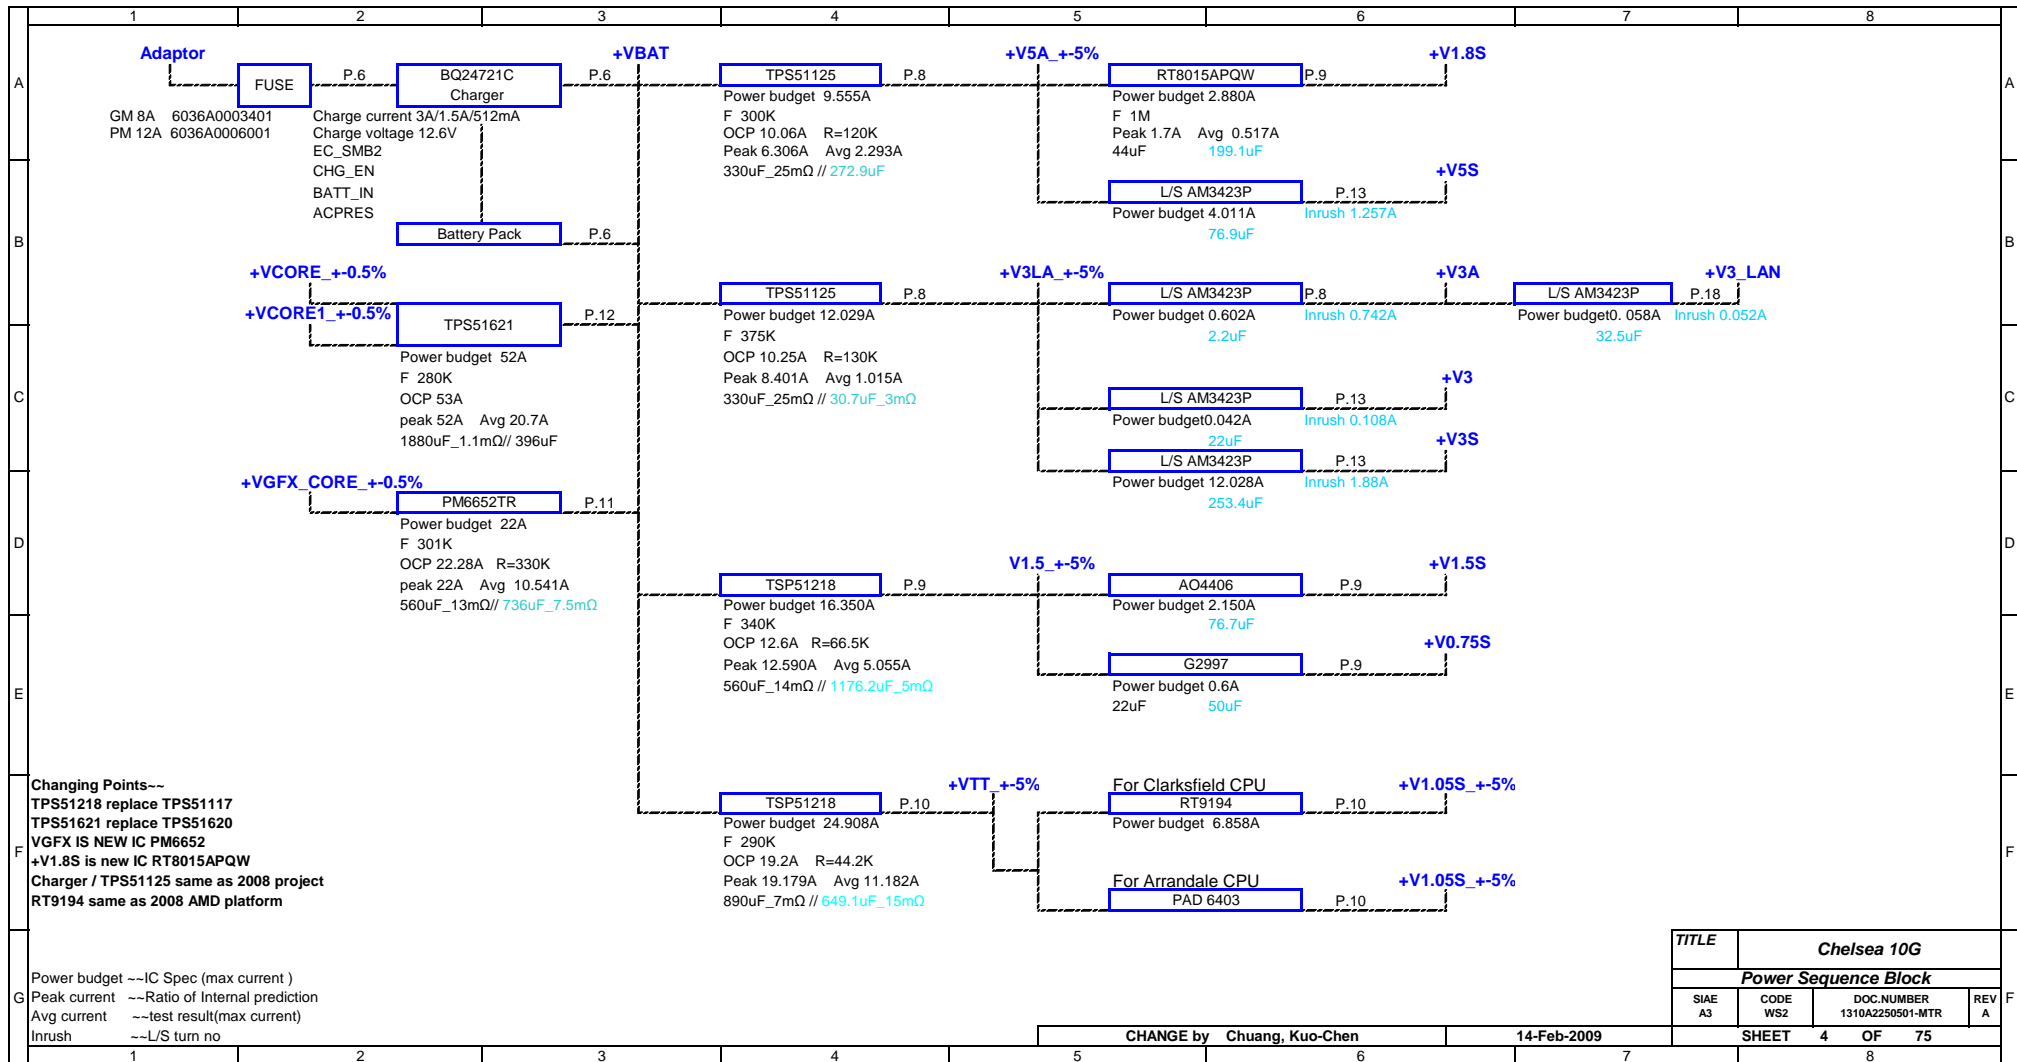 1 2 3 4 5 6 7 8
A
B
C
D
E
F
G
Adaptor
FUSE
P.6
GM 8A 6036A0003401
PM 12A 6036A0006001
BQ24721C
Charger
P.6
Charge current 3A/1.5A/512mA
Charge voltage 12.6V
EC_SMB2
CHG_EN
BATT_IN
ACPRES
Battery Pack
P.6
+VBAT
+VCORE_+-0.5%
+VCORE1_+-0.5%
TPS51621
P.12
Power budget 52A
F 280K
OCP 53A
peak 52A Avg 20.7A
1880uF_1.1mΩ// 396uF
+VGFX_CORE_+-0.5%
PM6652TR
P.11
Power budget 22A
F 301K
OCP 22.28A R=330K
peak 22A Avg 10.541A
560uF_13mΩ// 736uF_7.5mΩ
TPS51125
P.8
Power budget 9.555A
F 300K
OCP 10.06A R=120K
Peak 6.306A Avg 2.293A
330uF_25mΩ // 272.9uF
+V5A_+-5%
RT8015APQW
P.9
+V1.8S
Power budget 2.880A
F 1M
Peak 1.7A Avg 0.517A
44uF 199.1uF
+V5S
L/S AM3423P
P.13
Power budget 4.011A
Inrush 1.257A
76.9uF
TPS51125
P.8
Power budget 12.029A
F 375K
OCP 10.25A R=130K
Peak 8.401A Avg 1.015A
330uF_25mΩ // 30.7uF_3mΩ
+V3LA_+-5%
L/S AM3423P
P.8
+V3A
Power budget 0.602A
Inrush 0.742A
2.2uF
L/S AM3423P
P.18
+V3_LAN
Power budget0. 058A
Inrush 0.052A
32.5uF
+V3
L/S AM3423P
P.13
Power budget0.042A
Inrush 0.108A
22uF
+V3S
L/S AM3423P
P.13
Power budget 12.028A
Inrush 1.88A
253.4uF
TSP51218
P.9
Power budget 16.350A
F 340K
OCP 12.6A R=66.5K
Peak 12.590A Avg 5.055A
560uF_14mΩ // 1176.2uF_5mΩ
V1.5_+-5%
AO4406
P.9
+V1.5S
Power budget 2.150A
76.7uF
+V0.75S
G2997
P.9
Power budget 0.6A
22uF 50uF
TSP51218
P.10
Power budget 24.908A
F 290K
OCP 19.2A R=44.2K
Peak 19.179A Avg 11.182A
890uF_7mΩ // 649.1uF_15mΩ
+VTT_+-5%
For Clarksfield CPU
RT9194
P.10
+V1.05S_+-5%
Power budget 6.858A
For Arrandale CPU
PAD 6403
P.10
+V1.05S_+-5%
Changing Points~~
TPS51218 replace TPS51117
TPS51621 replace TPS51620
VGFX IS NEW IC PM6652
+V1.8S is new IC RT8015APQW
Charger / TPS51125 same as 2008 project
RT9194 same as 2008 AMD platform
Power budget ~~IC Spec (max current )
Peak current ~~Ratio of Internal prediction
Avg current ~~test result(max current)
Inrush ~~L/S turn no
A
B
C
D
E
F
F
TITLE
Chelsea 10G
Power Sequence Block
SIAE CODE DOC.NUMBER REV
A3 WS2 1310A2250501-MTR A
CHANGE by Chuang, Kuo-Chen 14-Feb-2009 SHEET 4 OF 75
1 2 3 4 5 6 7 8